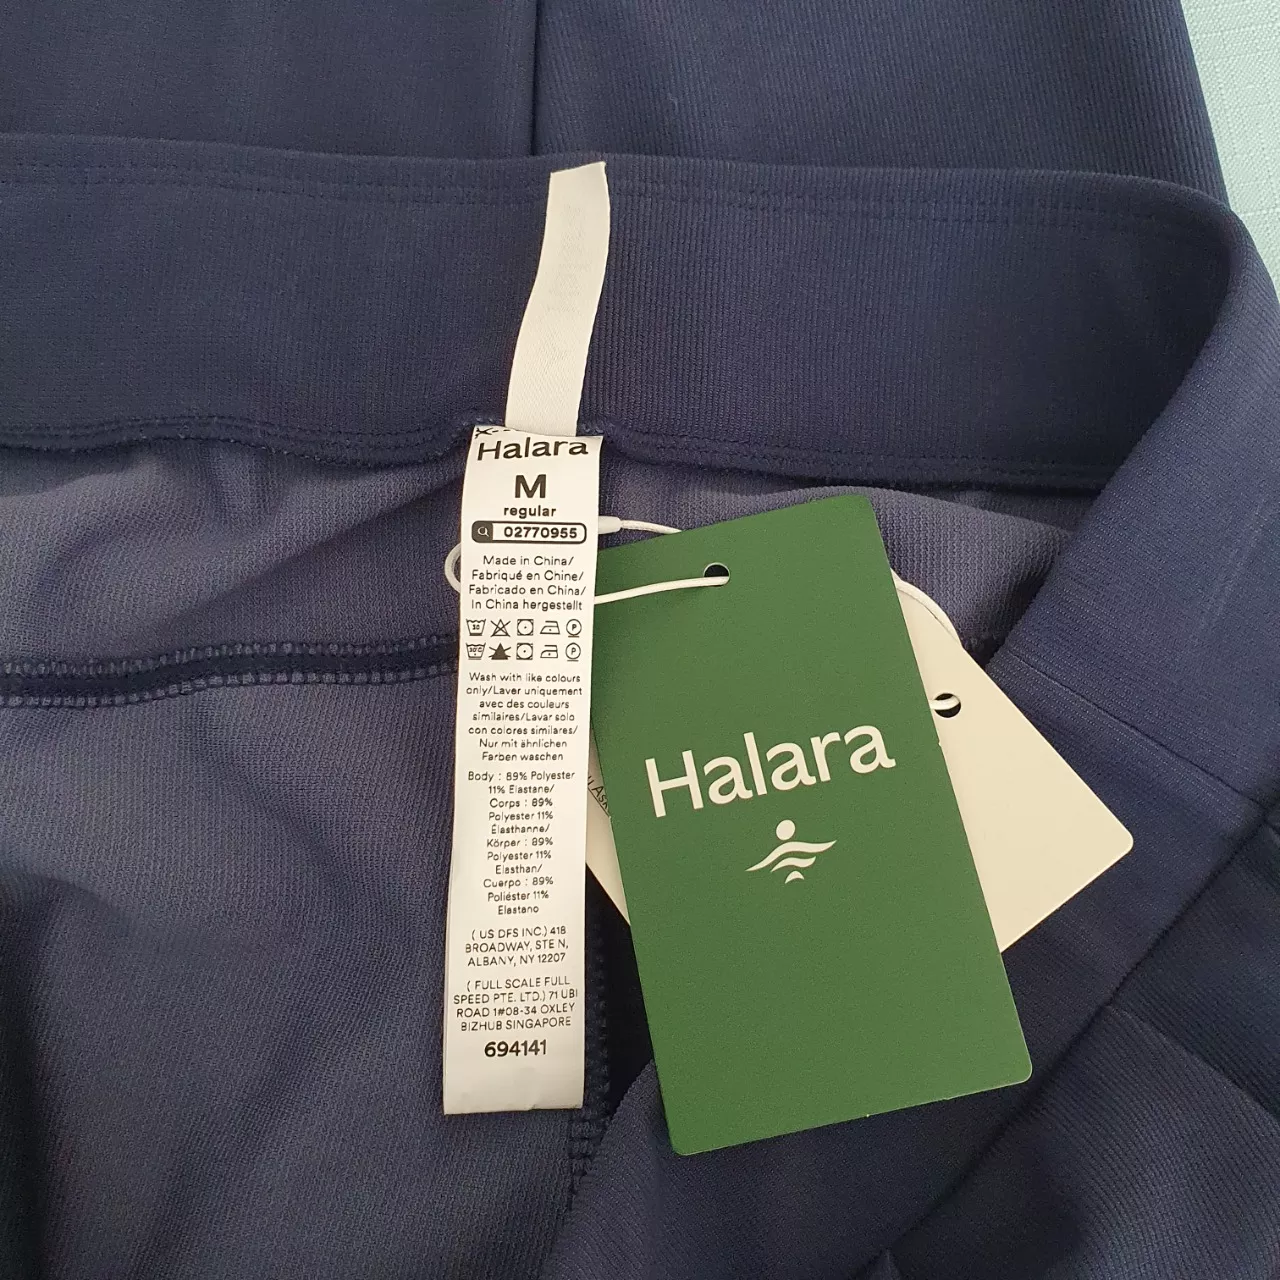 Halara
M
regular
02770955
Made in China/
Fabriqué en Chine/
Fabricado en China/
In China hergestellt
30
P
30°C
P
Wash with like colours
only/Laver uniquement
avec des couleurs
similaires/Lavar solo
con colores similares/
Nur mit ähnlichen
Farben waschen
Body : 89% Polyester
11% Elastane/
Corps : 89%
Polyester 11%
Élasthanne/
Körper : 89%
Polyester 11%
Elasthan/
Cuerpo : 89%
Poliéster 11%
Elastano
( US DFS INC.) 418
BROADWAY, STE N,
ALBANY, NY 12207
( FULL SCALE FULL
SPEED PTE. LTD.) 71 UBI
ROAD 1#08-34 OXLEY
BIZHUB SINGAPORE
694141
Halara